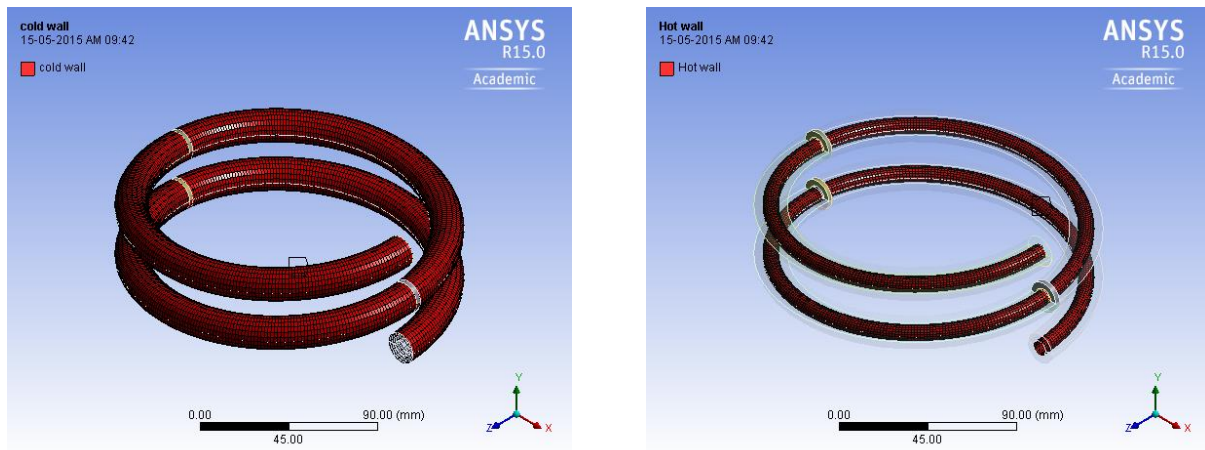 cold wall
15-05-2015 AM 09:42
cold wall
ANSYS
R15.0
Academic
0.00
90.00 (mm)
45.00
Y
Z
X
Hot wall
15-05-2015 AM 09:42
Hot wall
ANSYS
R15.0
Academic
0.00
90.00 (mm)
45.00
Y
Z
X